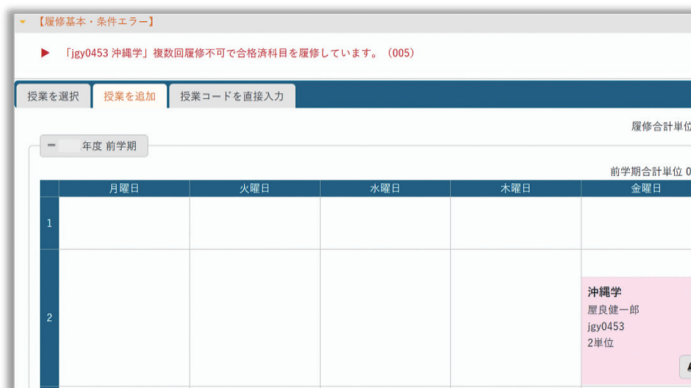 【履修基本・条件エラー】
「jgy0453 沖縄学」複数回履修不可で合格済科目を履修しています。(005)
授業を選択 授業を追加 授業コードを直接入力
履修合計単位
年度 前学期
前学期合計単位 0
月曜日 火曜日 水曜日 木曜日 金曜日
1
2
沖縄学
屋良健一郎
jgy0453
2単位